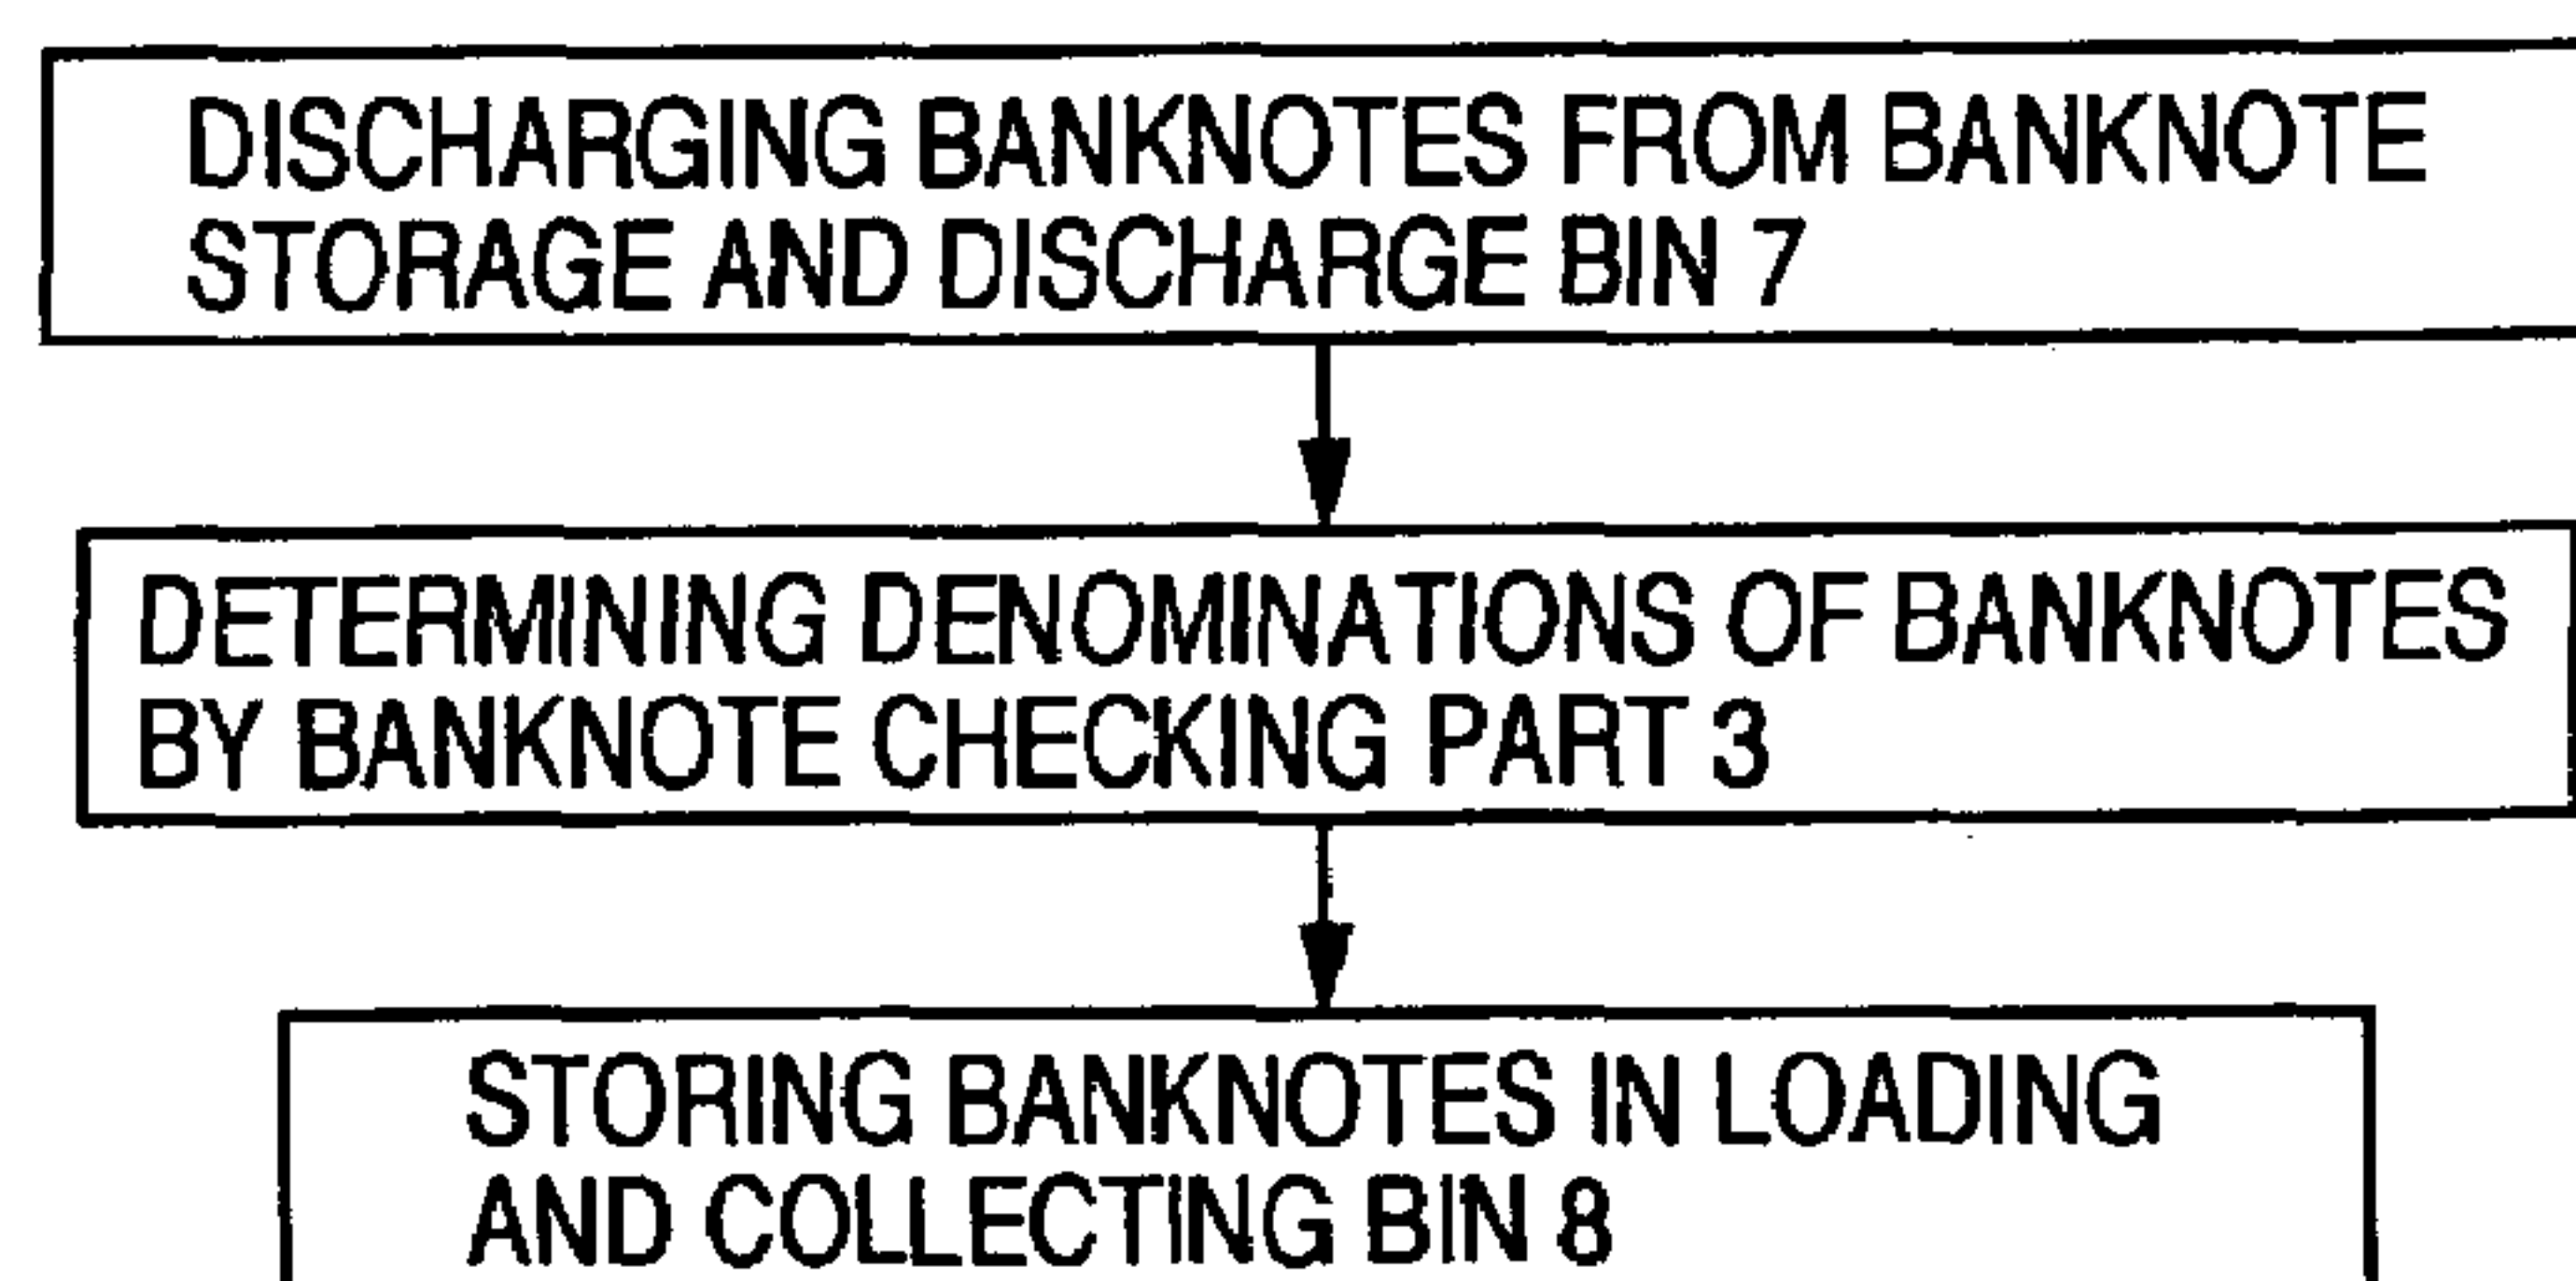 DISCHARGING BANKNOTES FROM BANKNOTE
STORAGE AND DISCHARGE BIN 7
DETERMINING DENOMINATIONS OF BANKNOTES
BY BANKNOTE CHECKING PART 3
STORING BANKNOTES IN LOADING
AND COLLECTING BIN 8